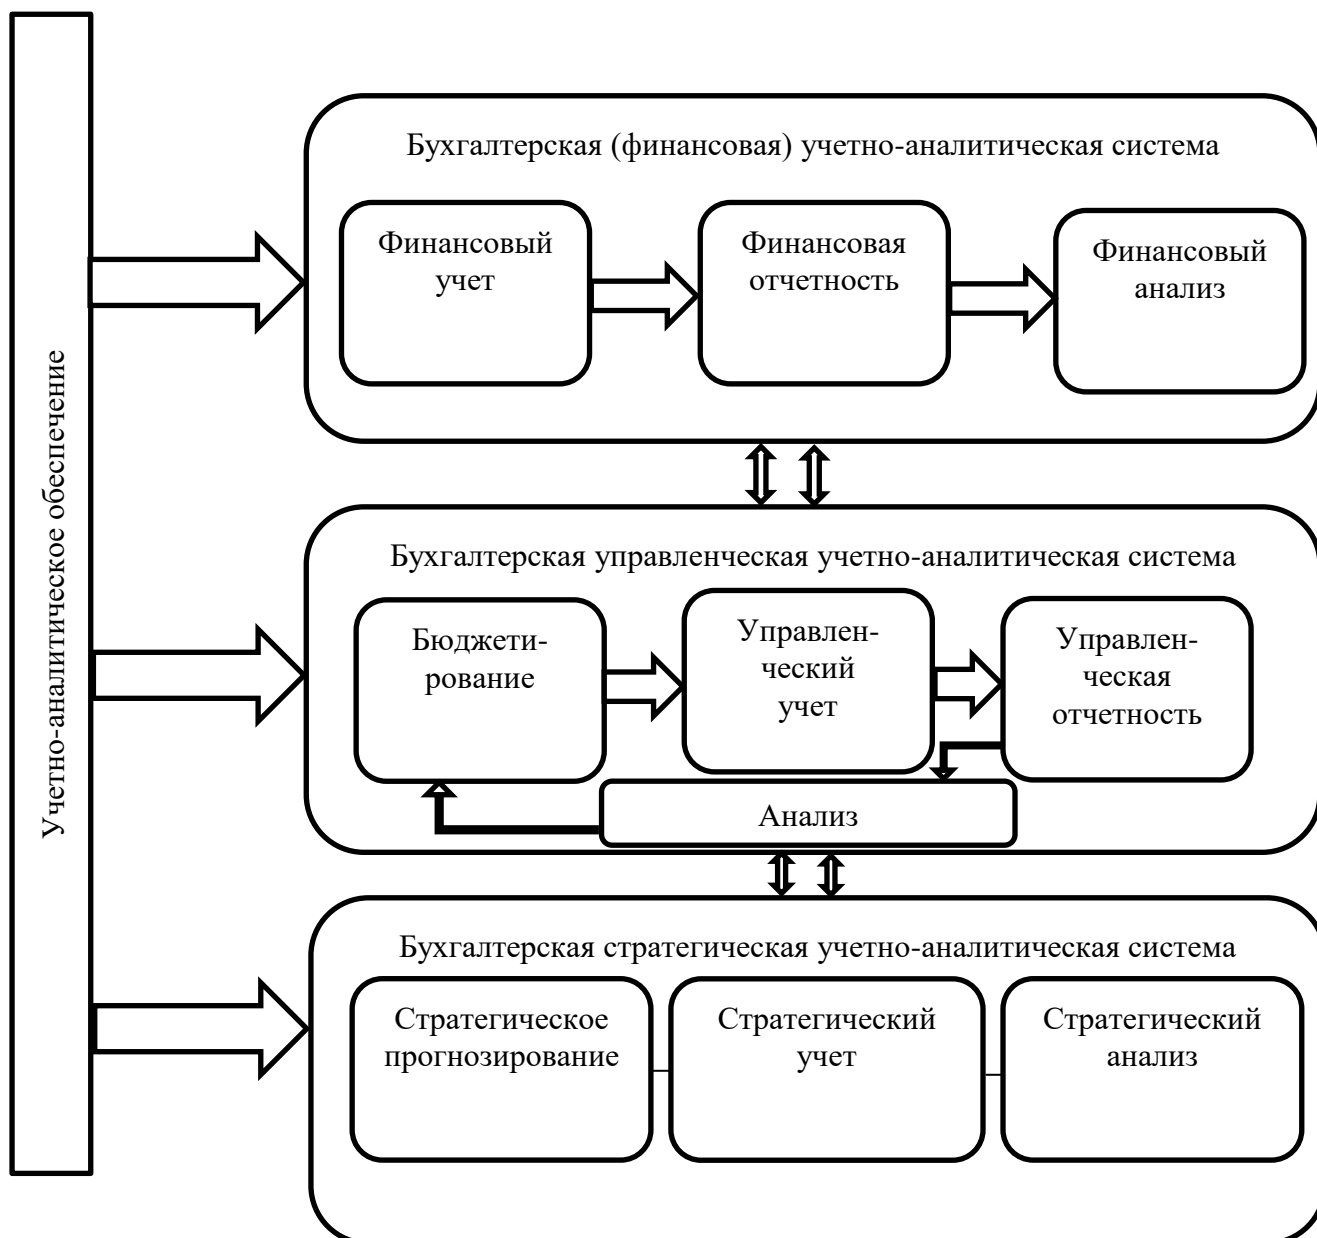 Учетно-аналитическое обеспечение
Бухгалтерская (финансовая) учетно-аналитическая система
Финансовый
учет
Финансовая
отчетность
Финансовый
анализ
Бухгалтерская управленческая учетно-аналитическая система
Бюджети-
рование
Управлен-
ческий
учет
Управлен-
ческая
отчетность
Анализ
Бухгалтерская стратегическая учетно-аналитическая система
Стратегическое
прогнозирование
Стратегический
учет
Стратегический
анализ